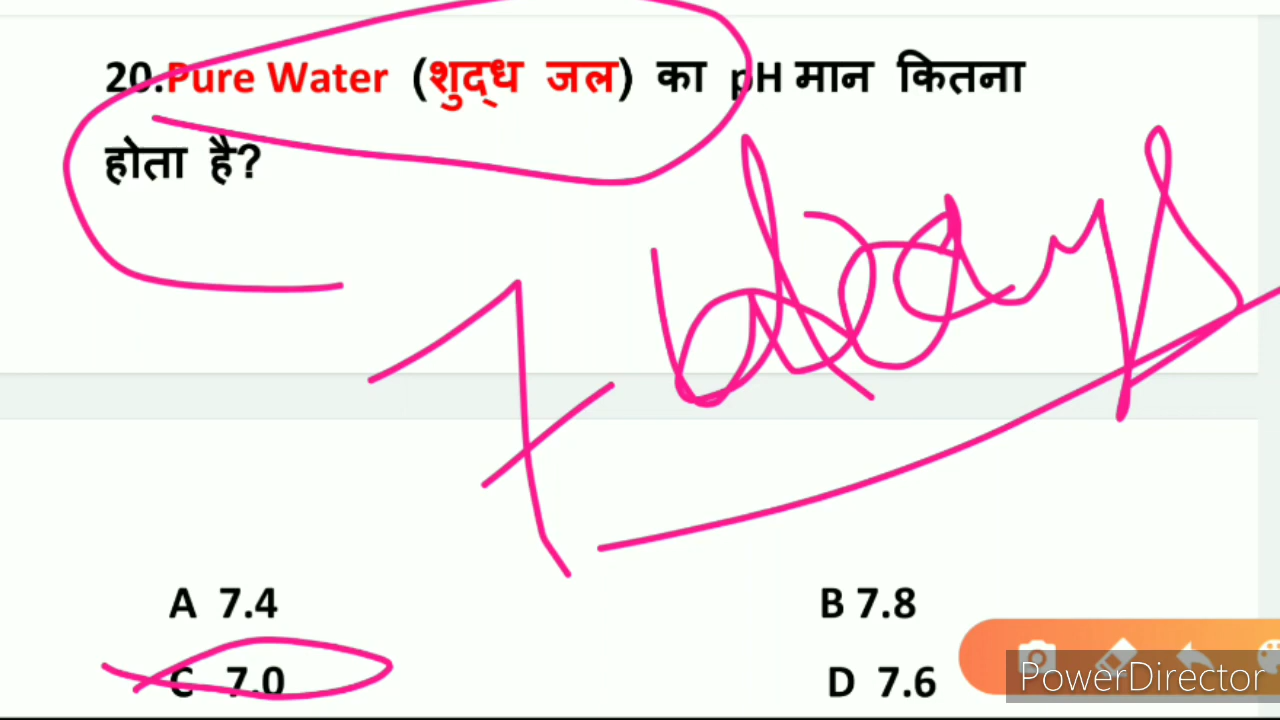 20.Pure Water (शुद्ध जल) का pH मान कितना
होता है?
7 days
A 7.4
B 7.8
C 7.0
D 7.6
PowerDirector